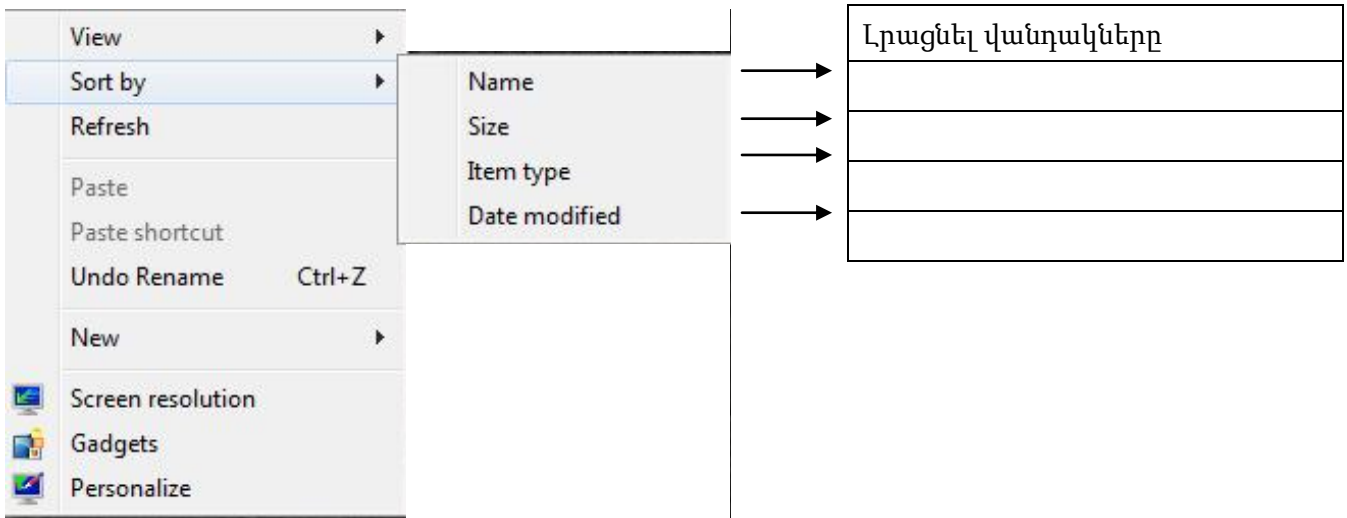 View
Sort by
Refresh
Paste
Paste shortcut
Undo Rename Ctrl+Z
New
Screen resolution
Gadgets
Personalize
Name
Size
Item type
Date modified
Լրացնել վանդակները